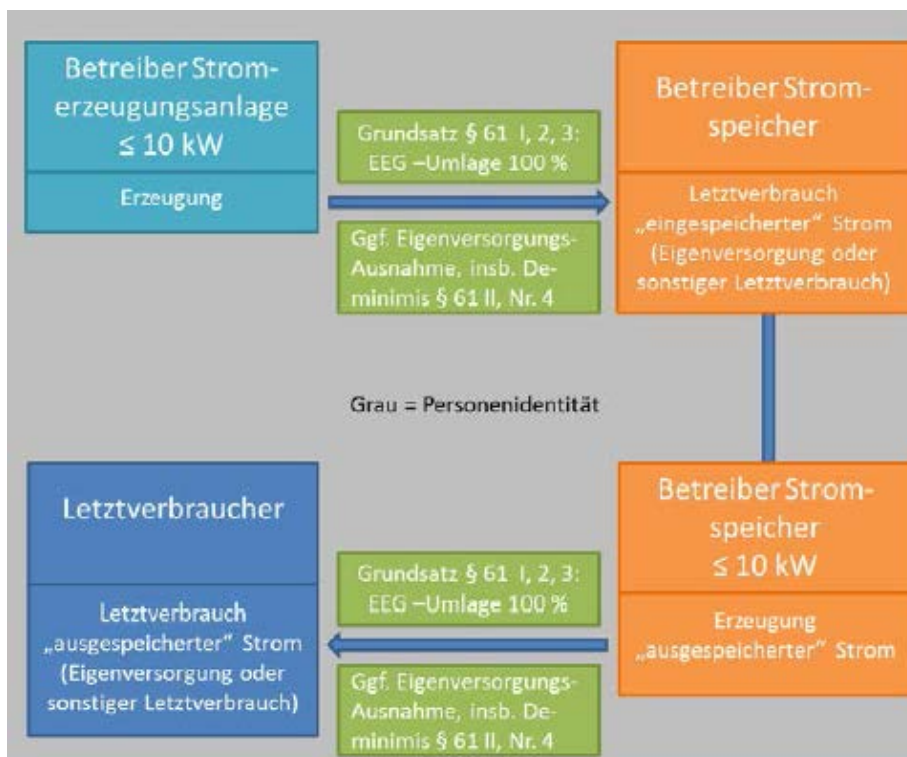 Betreiber Strom-
erzeugungsanlage
≤ 10 kW
Erzeugung
Grundsatz § 61 I, 2, 3:
EEG –Umlage 100 %
Ggf. Eigenversorgungs-
Ausnahme, insb. De-
minimis § 61 II, Nr. 4
Betreiber Strom-
speicher
Letztverbrauch
„eingespeicherter“ Strom
(Eigenversorgung oder
sonstiger Letztverbrauch)
Grau = Personenidentität
Betreiber Strom-
speicher
≤ 10 kW
Erzeugung
„ausgespeicherter“ Strom
Grundsatz § 61 I, 2, 3:
EEG –Umlage 100 %
Ggf. Eigenversorgungs-
Ausnahme, insb. De-
minimis § 61 II, Nr. 4
Letztverbraucher
Letztverbrauch
„ausgespeicherter“ Strom
(Eigenversorgung oder
sonstiger Letztverbrauch)